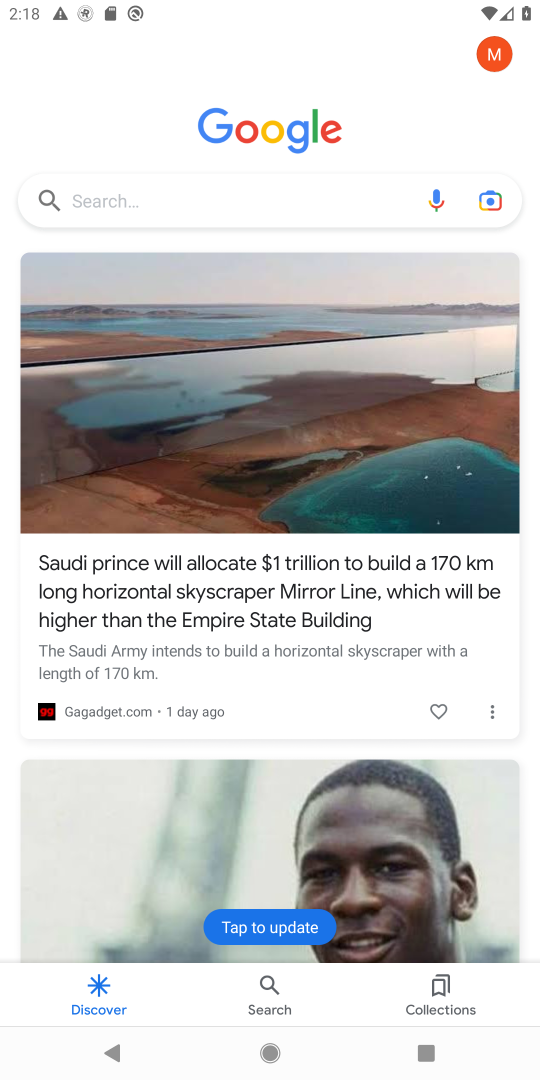 2:18
M
Google
Search...
Saudi prince will allocate $1 trillion to build a 170 km
long horizontal skyscraper Mirror Line, which will be
higher than the Empire State Building
The Saudi Army intends to build a horizontal skyscraper with a
length of 170 km.
gg Gagadget.com • 1 day ago
Tap to update
Discover
Search
Collections